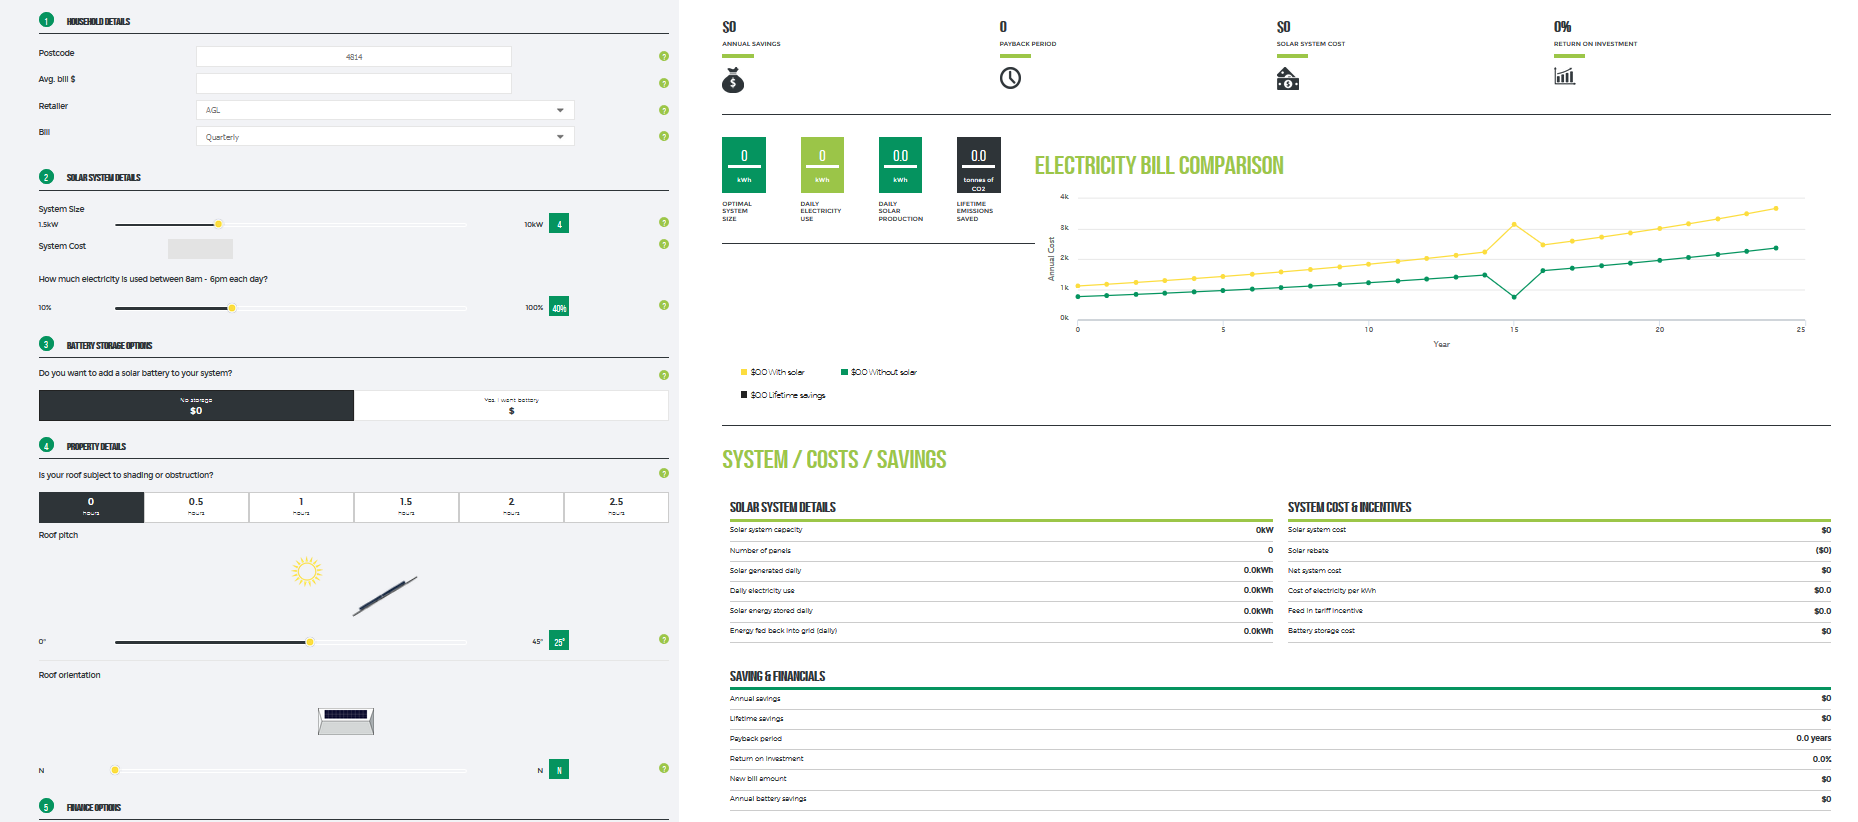 1 HOUSEHOLD DETAILS
Postcode 4814 ?
Avg. bill $ ?
Retailer AGL ?
Bill Quarterly ?
2 SOLAR SYSTEM DETAILS
System Size
1.5kW 10kW 4 ?
System Cost ?
How much electricity is used between 8am - 6pm each day?
10% 100% 40% ?
3 BATTERY STORAGE OPTIONS
Do you want to add a solar battery to your system? ?
No storage Yes, I want battery
$0 $
4 PROPERTY DETAILS
Is your roof subject to shading or obstruction? ?
0 0.5 1 1.5 2 2.5
hours hours hours hours hours hours
Roof pitch
0° 45° 25° ?
Roof orientation
N N N ?
5 FINANCE OPTIONS
$0 0 $0 0%
ANNUAL SAVINGS PAYBACK PERIOD SOLAR SYSTEM COST RETURN ON INVESTMENT
0 0 0.0 0.0
kWh kWh kWh tonnes of
CO2
OPTIMAL DAILY DAILY LIFETIME
SYSTEM ELECTRICITY SOLAR EMISSIONS
SIZE USE PRODUCTION SAVED
ELECTRICITY BILL COMPARISON
4k
3k
2k
1k
0k
Annual Cost
0 5 10 15 20 25
Year
$0.0 With solar $0.0 Without solar
$0.0 Lifetime savings
SYSTEM / COSTS / SAVINGS
SOLAR SYSTEM DETAILS
Solar system capacity 0kW
Number of panels 0
Solar generated daily 0.0kWh
Daily electricity use 0.0kWh
Solar energy stored daily 0.0kWh
Energy fed back into grid (daily) 0.0kWh
SYSTEM COST & INCENTIVES
Solar system cost $0
Solar rebate ($0)
Net system cost $0
Cost of electricity per kWh $0.0
Feed in tariff incentive $0.0
Battery storage cost $0
SAVING & FINANCIALS
Annual savings $0
Lifetime savings $0
Payback period 0.0 years
Return on investment 0.0%
New bill amount $0
Annual battery savings $0